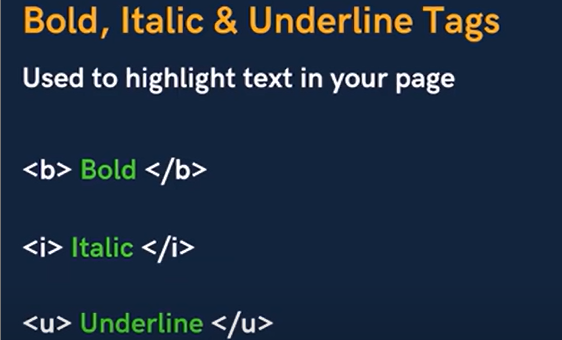 Bold, Italic & Underline Tags
Used to highlight text in your page
<b> Bold </b>
<i> Italic </i>
<u> Underline </u>